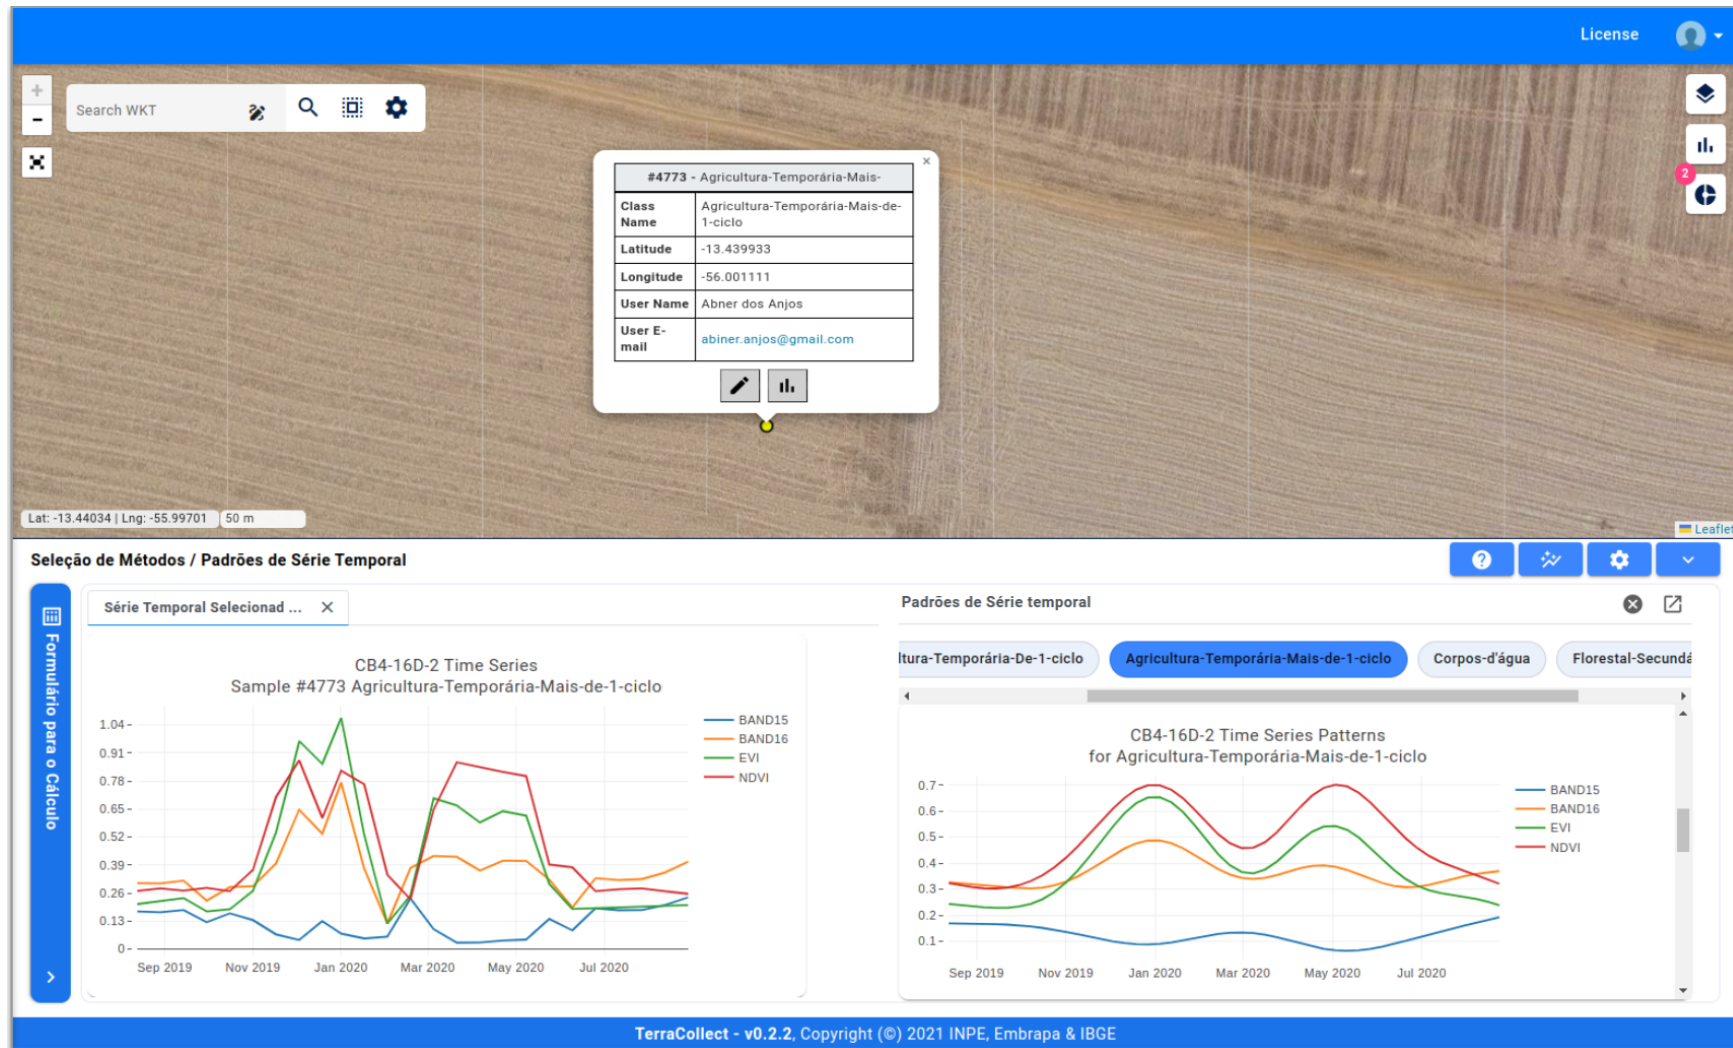 License
+
-
Search WKT
2
×
#4773 - Agricultura-Temporária-Mais-
Class Name
Agricultura-Temporária-Mais-de-
1-ciclo
Latitude
-13.439933
Longitude
-56.001111
User Name
Abner dos Anjos
User E-
mail
abiner.anjos@gmail.com
Lat: -13.44034 | Lng: -55.99701
50 m
Leaflet
Seleção de Métodos / Padrões de Série Temporal
Formulário para o Cálculo
Série Temporal Selecionad ...
CB4-16D-2 Time Series
Sample #4773 Agricultura-Temporária-Mais-de-1-ciclo
1.04
0.91
0.78
0.65
0.52
0.39
0.26
0.13
0
Sep 2019
Nov 2019
Jan 2020
Mar 2020
May 2020
Jul 2020
BAND15
BAND16
EVI
NDVI
Padrões de Série temporal
ltura-Temporária-De-1-ciclo
Agricultura-Temporária-Mais-de-1-ciclo
Corpos-d'água
Florestal-Secundá
CB4-16D-2 Time Series Patterns
for Agricultura-Temporária-Mais-de-1-ciclo
0.7
0.6
0.5
0.4
0.3
0.2
0.1
Sep 2019
Nov 2019
Jan 2020
Mar 2020
May 2020
Jul 2020
BAND15
BAND16
EVI
NDVI
TerraCollect - v0.2.2, Copyright (©) 2021 INPE, Embrapa & IBGE